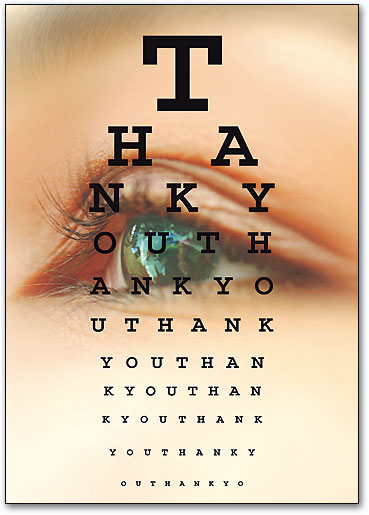 T
H A
N K Y
O U T H
A N K Y O
U T H A N K
Y O U T H A N
K Y O U T H A N
K Y O U T H A N K
Y O U T H A N K Y
O U T H A N K Y O